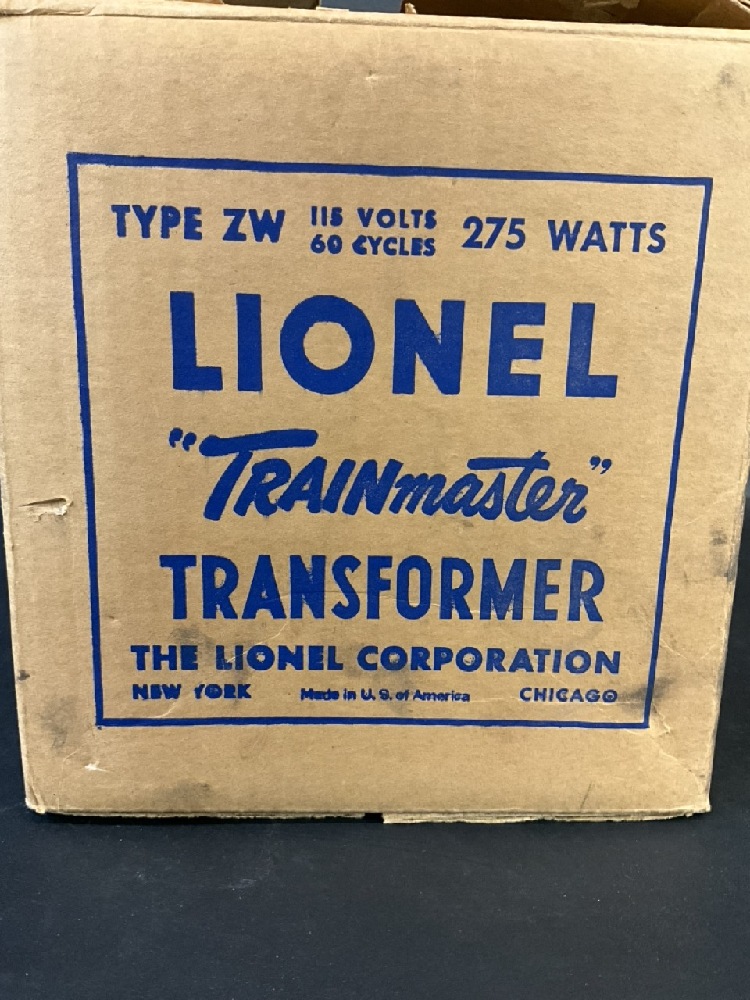 TYPE ZW 115 VOLTS 275 WATTS
60 CYCLES
LIONEL
"TRAINmaster"
TRANSFORMER
THE LIONEL CORPORATION
NEW YORK Made in U. S. of America CHICAGO